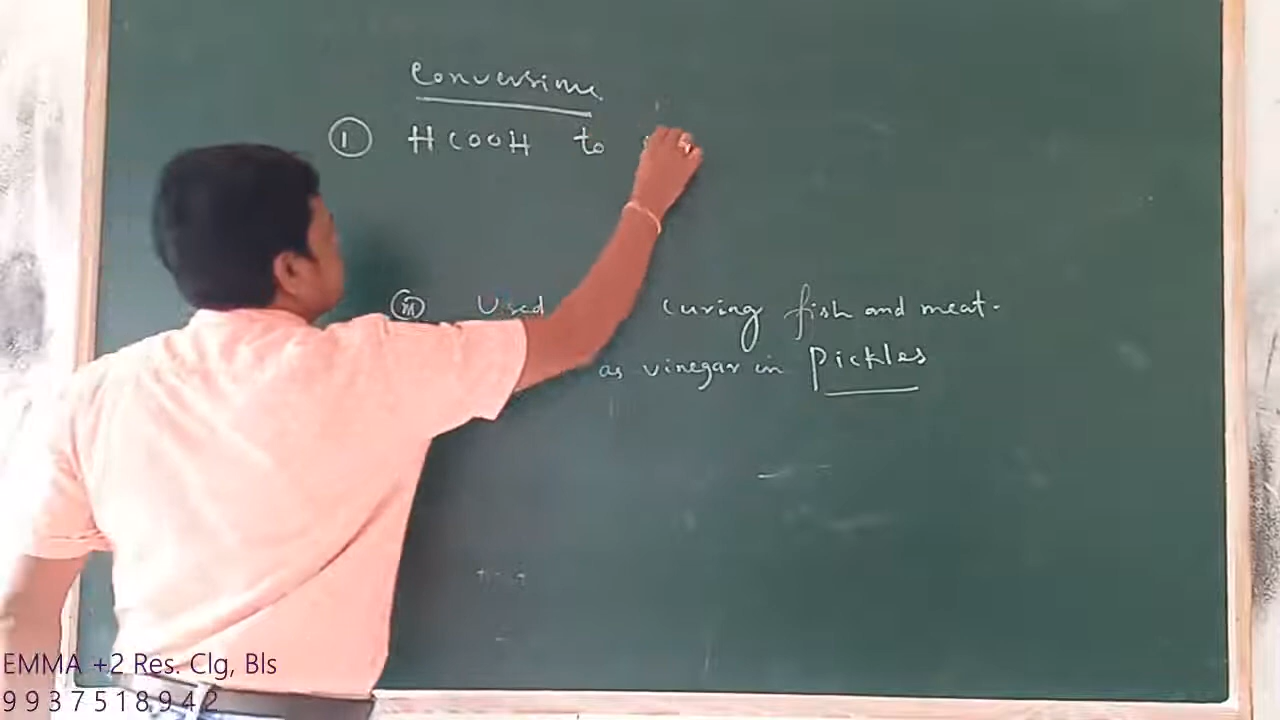 Conversion
① HCOOH to
(iii) Used curing fish and meat.
as vinegar in Pickles
EMMA +2 Res. Clg, Bls
9937518942